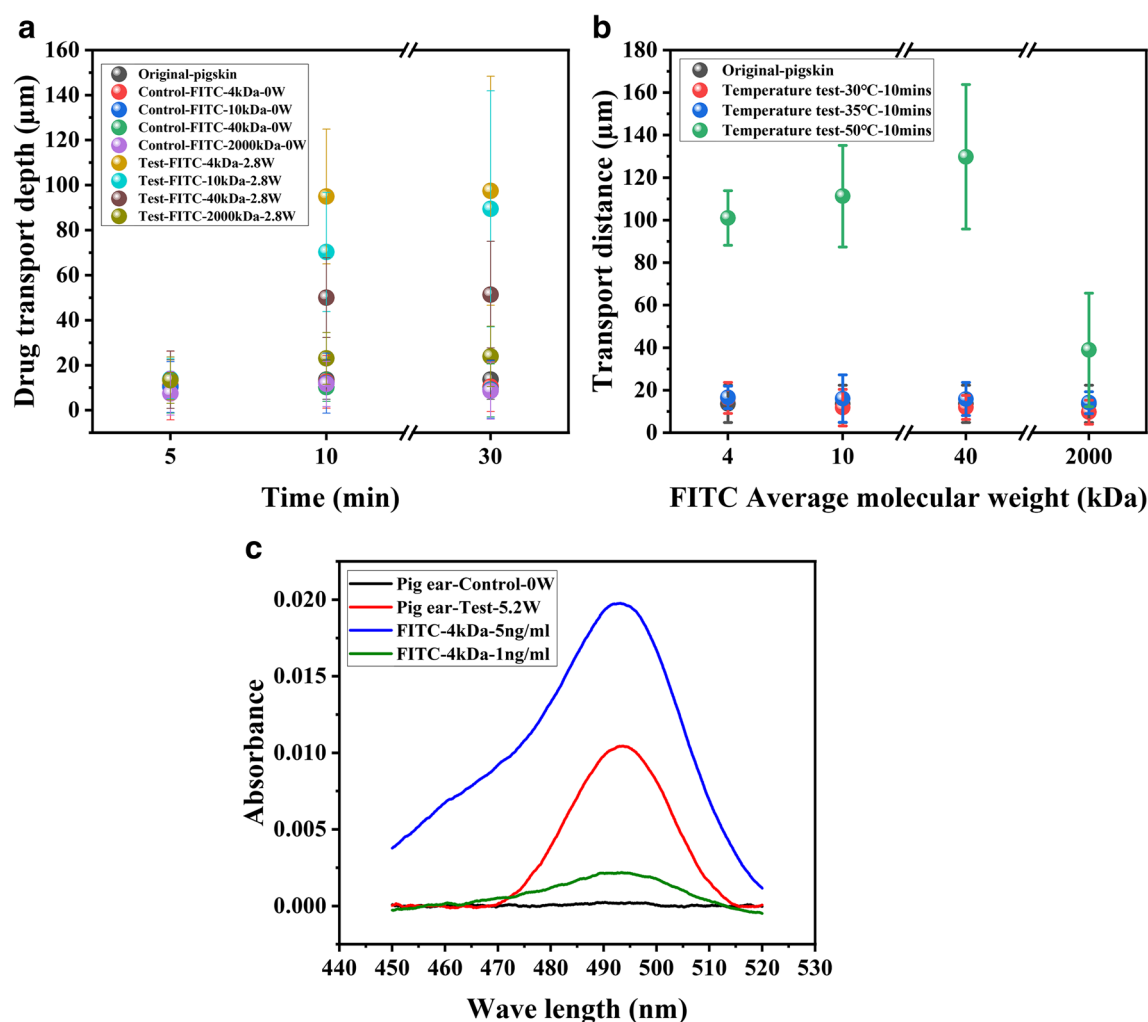 a
160
140
120
100
80
60
40
20
0
Drug transport depth (μm)
Original-pigskin
Control-FITC-4kDa-0W
Control-FITC-10kDa-0W
Control-FITC-40kDa-0W
Control-FITC-2000kDa-0W
Test-FITC-4kDa-2.8W
Test-FITC-10kDa-2.8W
Test-FITC-40kDa-2.8W
Test-FITC-2000kDa-2.8W
5 10 30
Time (min)
b
180
160
140
120
100
80
60
40
20
0
Transport distance (μm)
Original-pigskin
Temperature test-30℃-10mins
Temperature test-35℃-10mins
Temperature test-50℃-10mins
4 10 40 2000
FITC Average molecular weight (kDa)
c
0.020
0.015
0.010
0.005
0.000
Absorbance
Pig ear-Control-0W
Pig ear-Test-5.2W
FITC-4kDa-5ng/ml
FITC-4kDa-1ng/ml
440 450 460 470 480 490 500 510 520 530
Wave length (nm)